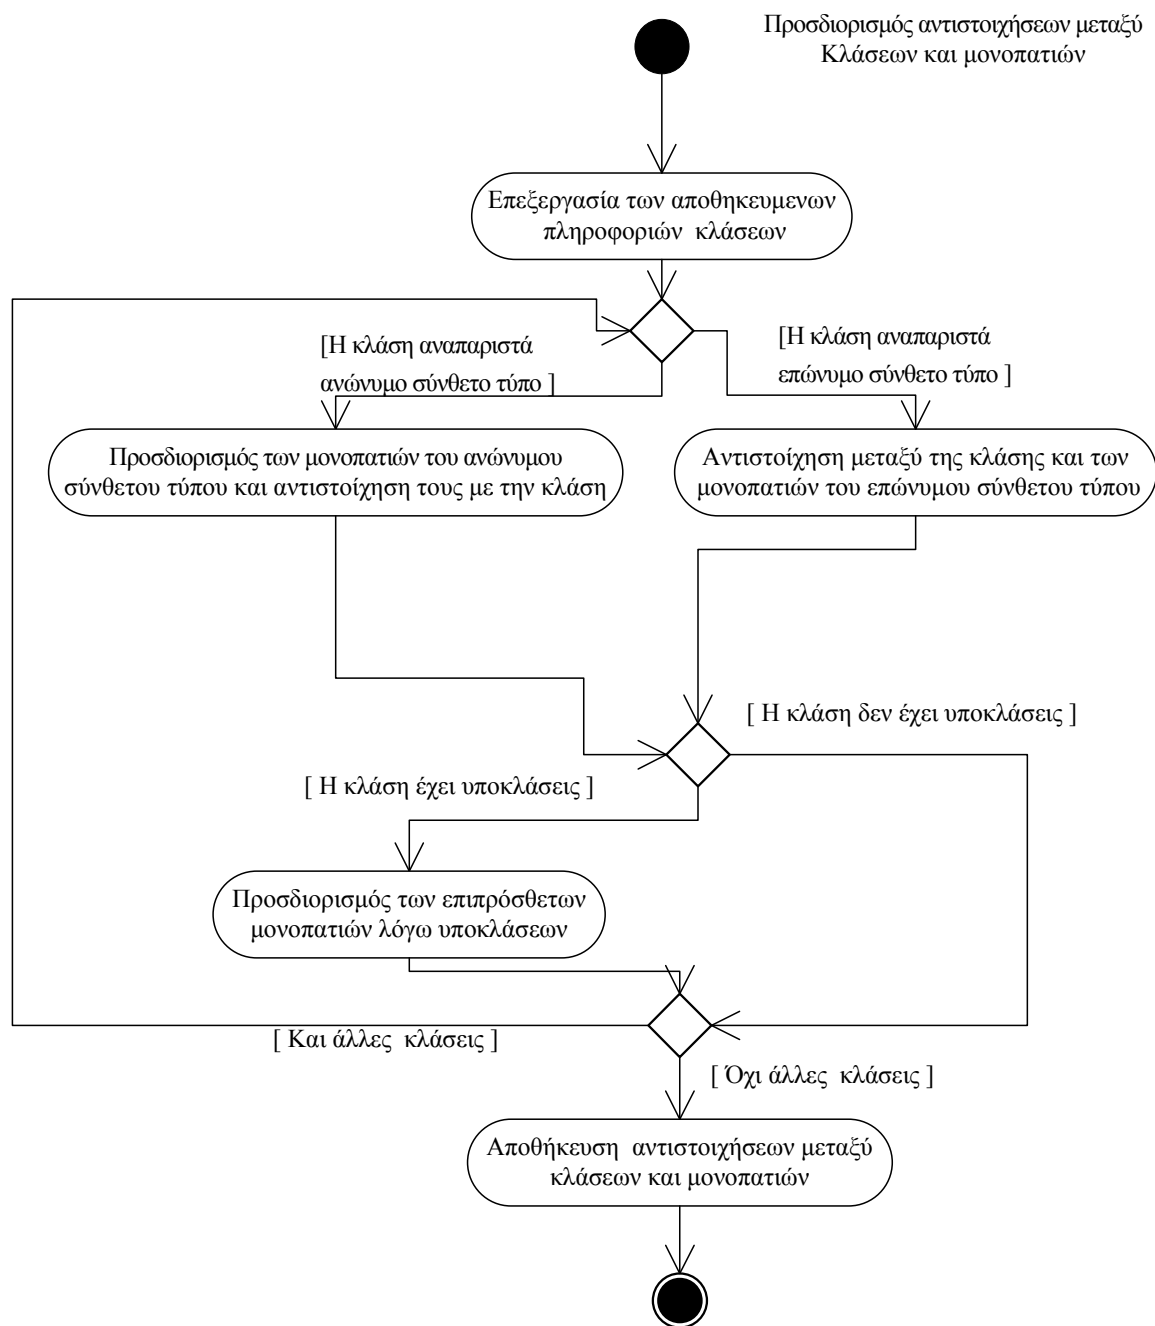 Προσδιορισμός αντιστοιχήσεων μεταξύ
Κλάσεων και μονοπατιών
Επεξεργασία των αποθηκευμενων
πληροφοριών κλάσεων
[Η κλάση αναπαριστά
ανώνυμο σύνθετο τύπο ]
[Η κλάση αναπαριστά
επώνυμο σύνθετο τύπο ]
Προσδιορισμός των μονοπατιών του ανώνυμου
σύνθετου τύπου και αντιστοίχηση τους με την κλάση
Αντιστοίχηση μεταξύ της κλάσης και των
μονοπατιών του επώνυμου σύνθετου τύπου
[ Η κλάση δεν έχει υποκλάσεις ]
[ Η κλάση έχει υποκλάσεις ]
Προσδιορισμός των επιπρόσθετων
μονοπατιών λόγω υποκλάσεων
[ Και άλλες κλάσεις ]
[ Όχι άλλες κλάσεις ]
Αποθήκευση αντιστοιχήσεων μεταξύ
κλάσεων και μονοπατιών